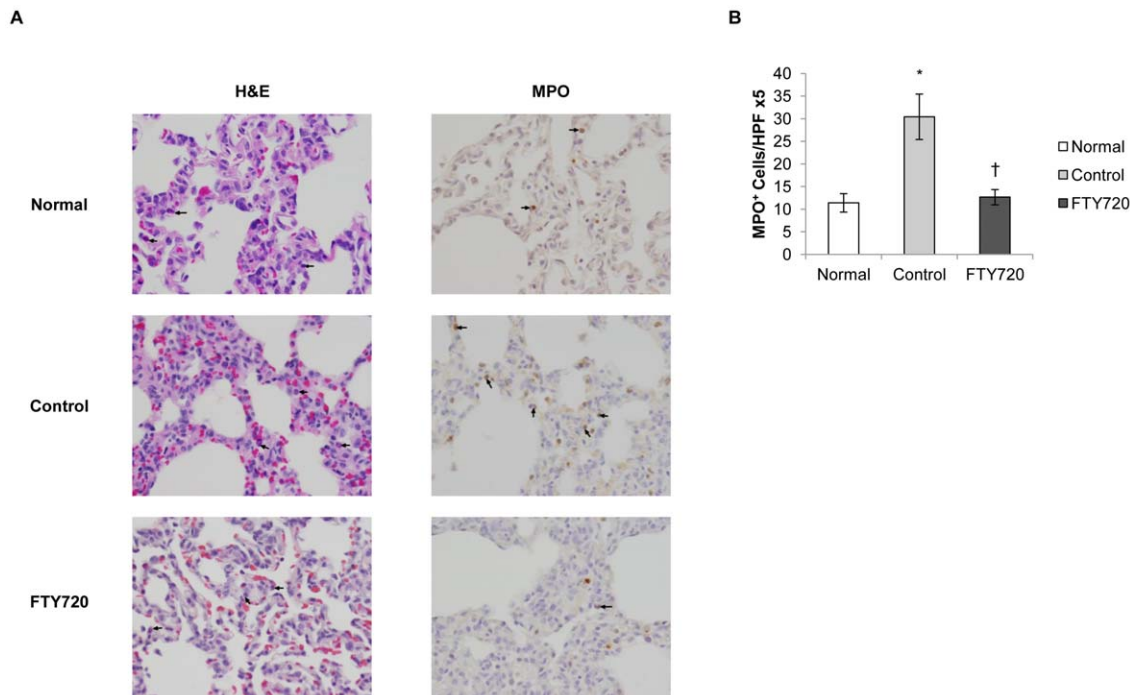 A
H&E
MPO
Normal
Control
FTY720
B
MPO⁺ Cells/HPF x5
40
35
30
25
20
15
10
5
0
*
†
Normal
Control
FTY720
Normal
Control
FTY720